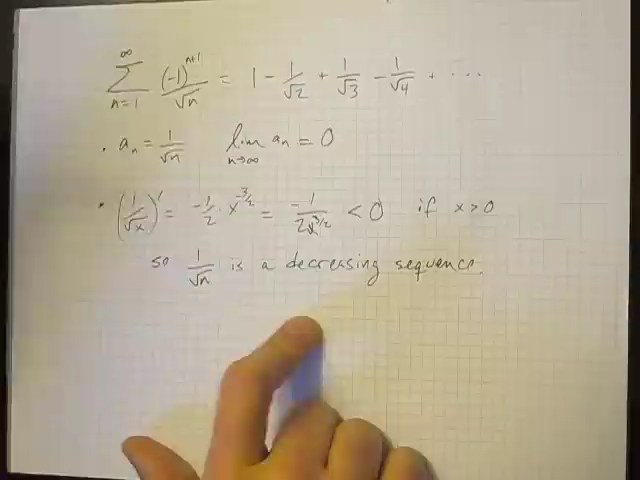 ∞ ∑ n=1 (-1)^{n+1}/√n = 1 - 1/√2 + 1/√3 - 1/√4 + ...
• a_n = 1/√n lim n→∞ a_n = 0
• (1/√x)' = -1/2 · x^{-3/2} = -1/2x^{3/2} < 0 if x > 0
so 1/√n is a decreasing sequence.